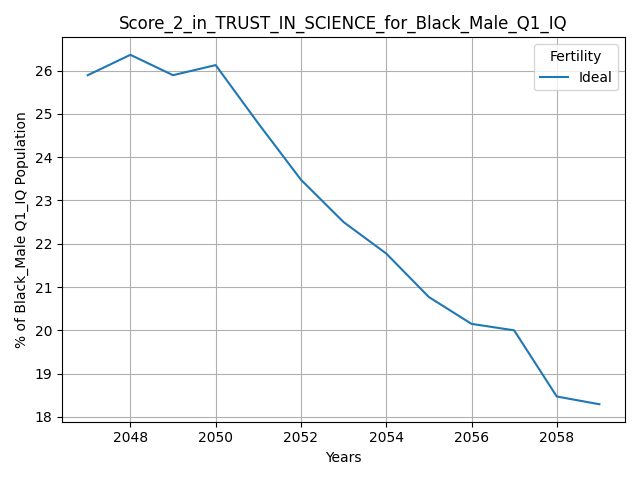 Score_2_in_TRUST_IN_SCIENCE_for_Black_Male_Q1_IQ
Fertility
Ideal
% of Black_Male Q1_IQ Population
26
25
24
23
22
21
20
19
18
2048 2050 2052 2054 2056 2058
Years